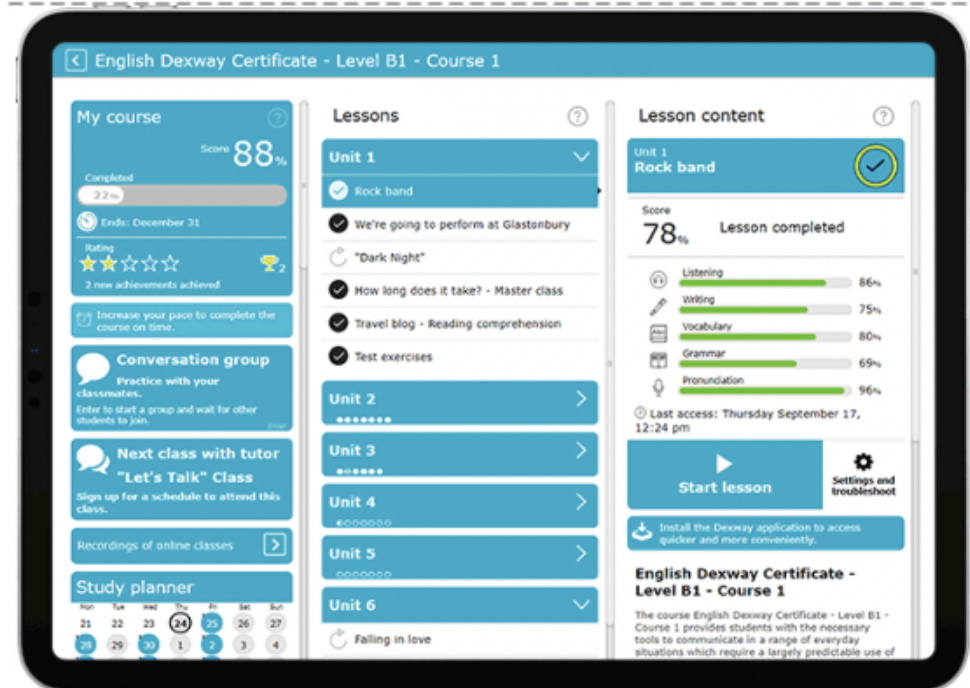 English Dexway Certificate - Level B1 - Course 1
My course
?
Score 88%
Completed
22%
Ends: December 31
Rating
2
2 new achievements achieved
Increase your pace to complete the
course on time.
Conversation group
Practice with your
classmates.
Enter to start a group and wait for other
students to join.
Enter
Next class with tutor
"Let's Talk" Class
Sign up for a schedule to attend this
class.
Recordings of online classes
Study planner
Mon Tue Wed Thu Fri Sat Sun
21 22 23 24 25 26 27
28 29 30 1 2 3 4
Lessons
?
Unit 1
Rock band
We're going to perform at Glastonbury
"Dark Night"
How long does it take? - Master class
Travel blog - Reading comprehension
Test exercises
Unit 2
Unit 3
Unit 4
Unit 5
Unit 6
Falling in love
Lesson content
?
Unit 1
Rock band
Score
78%
Lesson completed
Listening
86%
Writing
75%
Vocabulary
80%
Grammar
69%
Pronunciation
96%
Last access: Thursday September 17,
12:24 pm
Start lesson
Settings and
troubleshoot
Install the Dexway application to access
quicker and more conveniently.
English Dexway Certificate -
Level B1 - Course 1
The course English Dexway Certificate - Level B1 -
Course 1 provides students with the necessary
tools to communicate in a range of everyday
situations which require a largely predictable use of